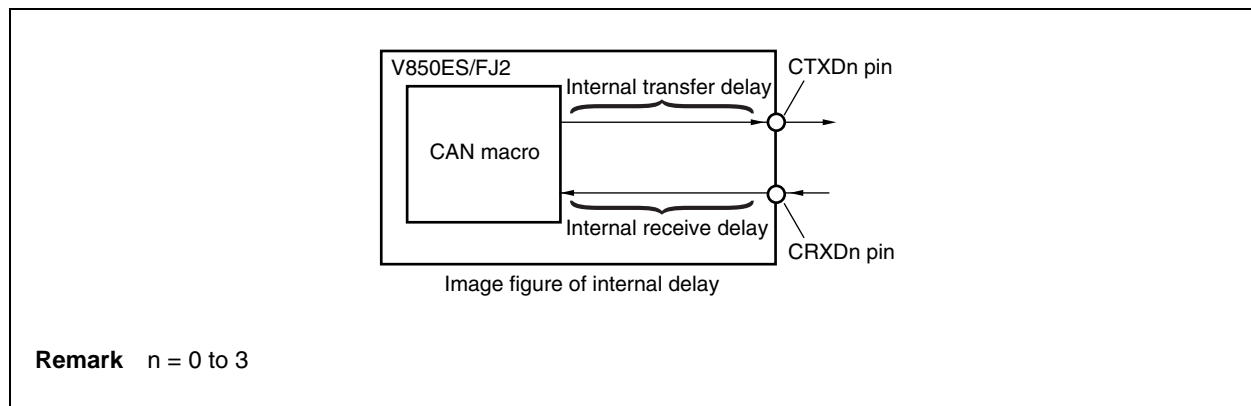 V850ES/FJ2
CTXDn pin
Internal transfer delay
CAN macro
Internal receive delay
CRXDn pin
Image figure of internal delay
Remark n = 0 to 3